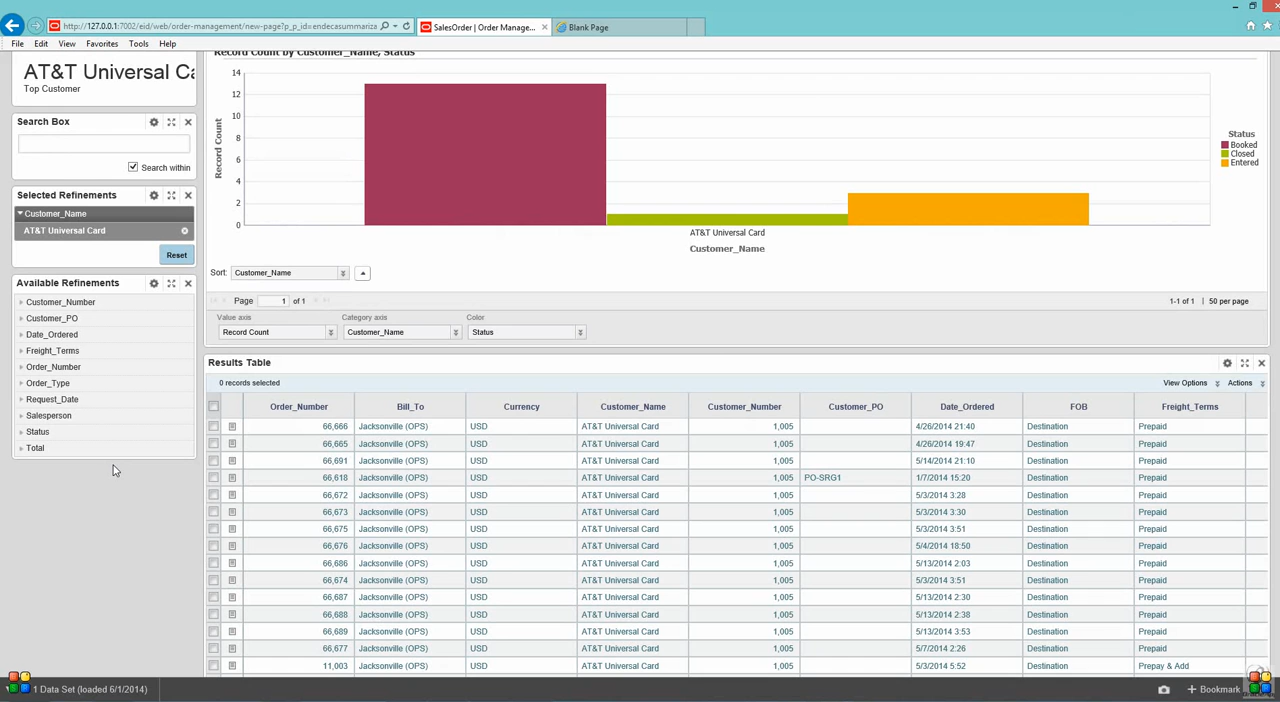 http://127.0.0.1:7002/eid/web/order-management/new-page?p_p_id=endecasummariza
SalesOrder | Order Manage...
Blank Page
File Edit View Favorites Tools Help
AT&T Universal Ca
Top Customer
Search Box
Search within
Selected Refinements
Customer_Name
AT&T Universal Card
Reset
Available Refinements
Customer_Number
Customer_PO
Date_Ordered
Freight_Terms
Order_Number
Order_Type
Request_Date
Salesperson
Status
Total
Record Count by Customer_Name, Status
14
12
10
8
6
4
2
0
Record Count
AT&T Universal Card
Customer_Name
Status
Booked
Closed
Entered
Sort: Customer_Name
Page 1 of 1 1-1 of 1 | 50 per page
Value axis Category axis Color
Record Count Customer_Name Status
Results Table
0 records selected View Options Actions
Order_Number Bill_To Currency Customer_Name Customer_Number Customer_PO Date_Ordered FOB Freight_Terms
66,666 Jacksonville (OPS) USD AT&T Universal Card 1,005 4/26/2014 21:40 Destination Prepaid
66,665 Jacksonville (OPS) USD AT&T Universal Card 1,005 4/26/2014 19:47 Destination Prepaid
66,691 Jacksonville (OPS) USD AT&T Universal Card 1,005 5/14/2014 21:10 Destination Prepaid
66,618 Jacksonville (OPS) USD AT&T Universal Card 1,005 PO-SRG1 1/7/2014 15:20 Destination Prepaid
66,672 Jacksonville (OPS) USD AT&T Universal Card 1,005 5/3/2014 3:28 Destination Prepaid
66,673 Jacksonville (OPS) USD AT&T Universal Card 1,005 5/3/2014 3:30 Destination Prepaid
66,675 Jacksonville (OPS) USD AT&T Universal Card 1,005 5/3/2014 3:51 Destination Prepaid
66,676 Jacksonville (OPS) USD AT&T Universal Card 1,005 5/4/2014 18:50 Destination Prepaid
66,686 Jacksonville (OPS) USD AT&T Universal Card 1,005 5/13/2014 2:03 Destination Prepaid
66,674 Jacksonville (OPS) USD AT&T Universal Card 1,005 5/3/2014 3:51 Destination Prepaid
66,687 Jacksonville (OPS) USD AT&T Universal Card 1,005 5/13/2014 2:30 Destination Prepaid
66,688 Jacksonville (OPS) USD AT&T Universal Card 1,005 5/13/2014 2:38 Destination Prepaid
66,689 Jacksonville (OPS) USD AT&T Universal Card 1,005 5/13/2014 3:53 Destination Prepaid
66,677 Jacksonville (OPS) USD AT&T Universal Card 1,005 5/7/2014 2:26 Destination Prepaid
11,003 Jacksonville (OPS) USD AT&T Universal Card 1,005 5/3/2014 5:52 Destination Prepay & Add
1 Data Set (loaded 6/1/2014)
+ Bookmark